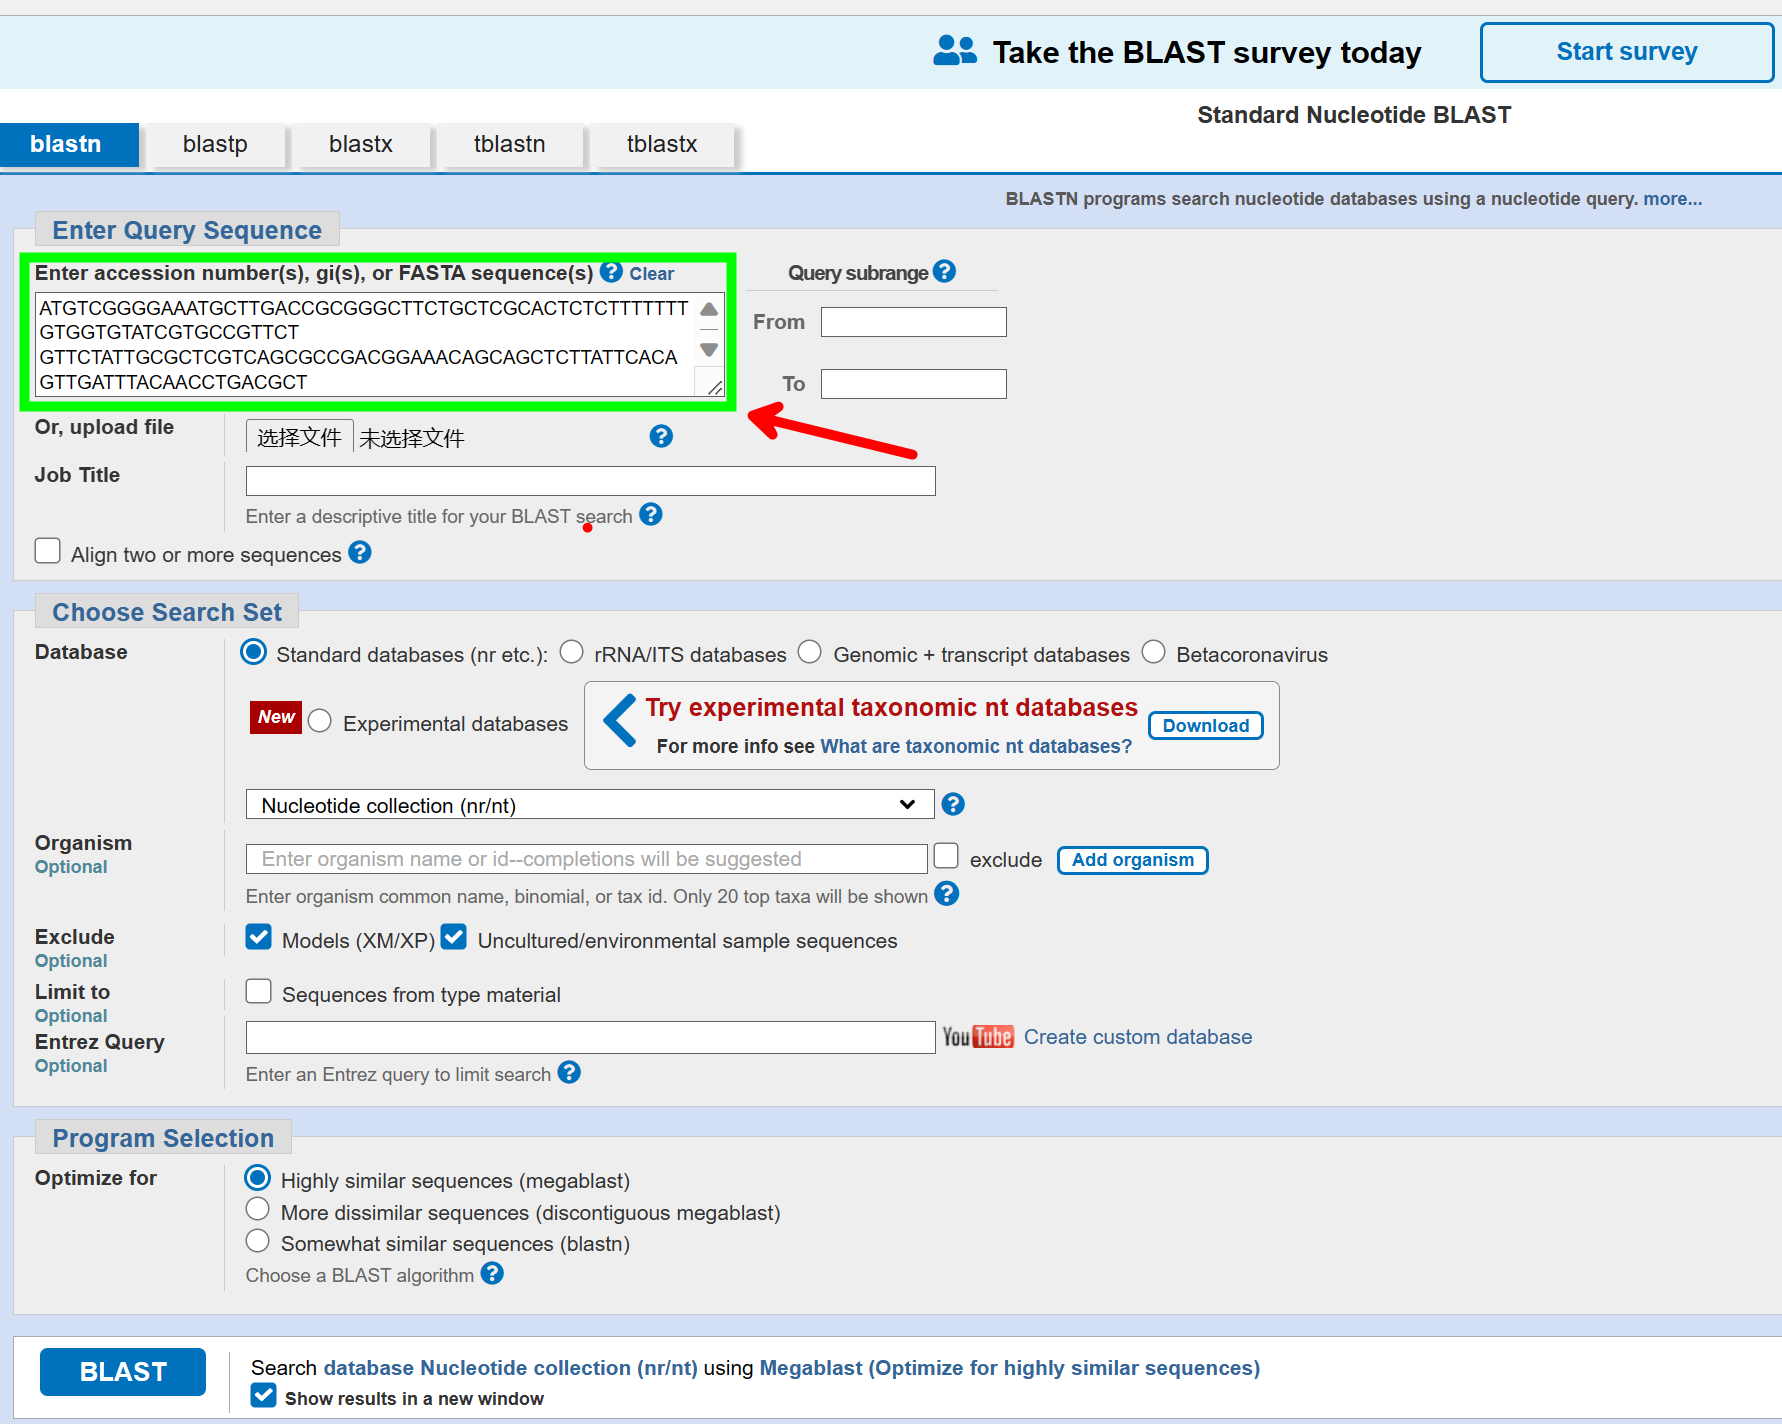 Take the BLAST survey today
Start survey
Standard Nucleotide BLAST
blastn
blastp
blastx
tblastn
tblastx
BLASTN programs search nucleotide databases using a nucleotide query. more...
Enter Query Sequence
Enter accession number(s), gi(s), or FASTA sequence(s) ? Clear
Query subrange ?
ATGTCGGGGAAATGCTTGACCGCGGGCTTCTGCTCGCACTCTCTTTTTTT
GTGGTGTATCGTGCCGTTCT
GTTCTATTGCGCTCGTCAGCGCCGACGGAAACAGCAGCTCTTATTCACA
GTTGATTTACAACCTGACGCT
From
To
Or, upload file
选择文件 未选择文件 ?
Job Title
Enter a descriptive title for your BLAST search ?
Align two or more sequences ?
Choose Search Set
Database
Standard databases (nr etc.): rRNA/ITS databases Genomic + transcript databases Betacoronavirus
New Experimental databases
Try experimental taxonomic nt databases
For more info see What are taxonomic nt databases?
Download
Nucleotide collection (nr/nt) ?
Organism
Optional
Enter organism name or id--completions will be suggested
exclude
Add organism
Enter organism common name, binomial, or tax id. Only 20 top taxa will be shown ?
Exclude
Optional
Models (XM/XP) Uncultured/environmental sample sequences
Limit to
Optional
Sequences from type material
Entrez Query
Optional
YouTube Create custom database
Enter an Entrez query to limit search ?
Program Selection
Optimize for
Highly similar sequences (megablast)
More dissimilar sequences (discontiguous megablast)
Somewhat similar sequences (blastn)
Choose a BLAST algorithm ?
BLAST
Search database Nucleotide collection (nr/nt) using Megablast (Optimize for highly similar sequences)
Show results in a new window